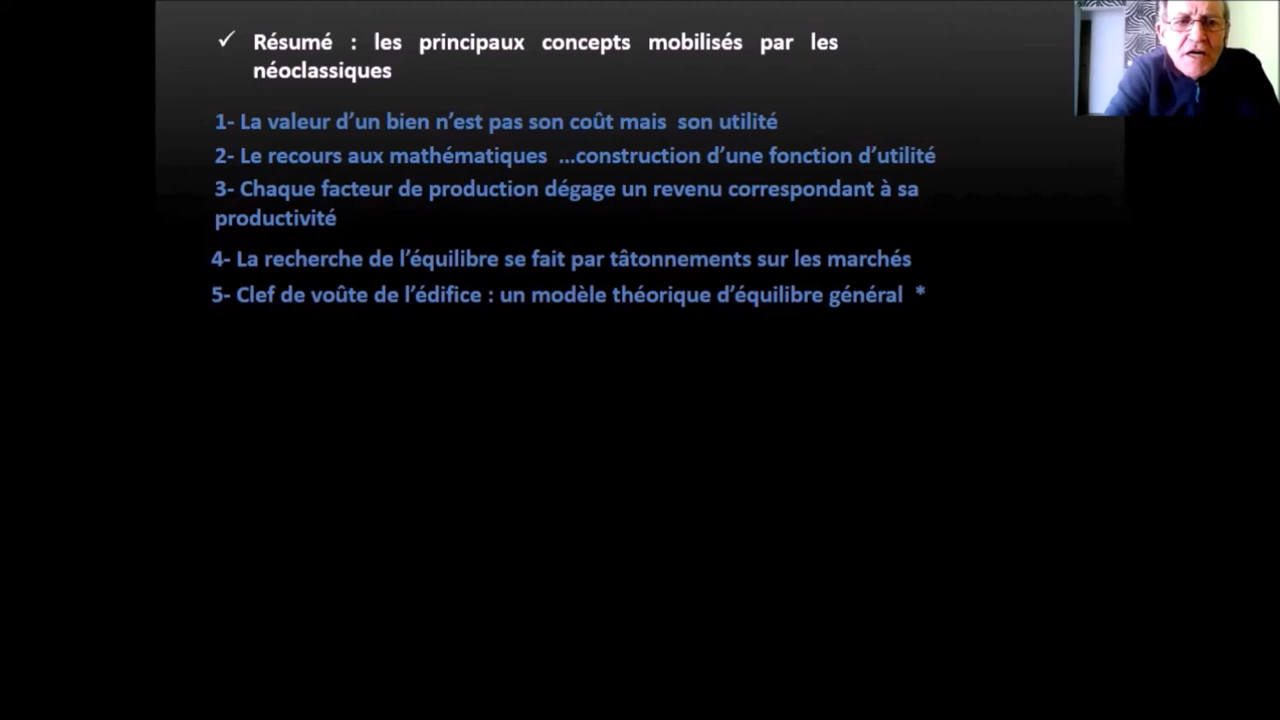 ✓ Résumé : les principaux concepts mobilisés par les
néoclassiques
1- La valeur d’un bien n’est pas son coût mais son utilité
2- Le recours aux mathématiques …construction d’une fonction d’utilité
3- Chaque facteur de production dégage un revenu correspondant à sa
productivité
4- La recherche de l’équilibre se fait par tâtonnements sur les marchés
5- Clef de voûte de l’édifice : un modèle théorique d’équilibre général *